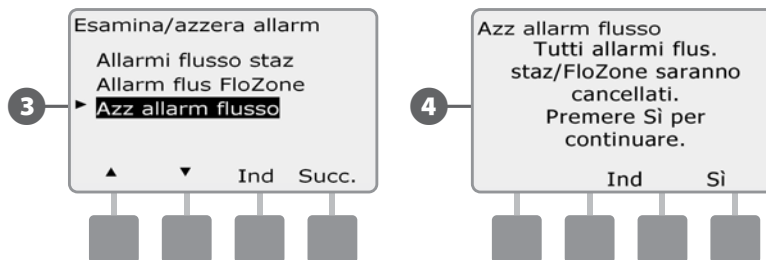 Esamina/azzera allarm
Allarmi flusso staz
Allarm flus FloZone
► Azz allarm flusso
▲ ▼ Ind Succ.
3
Azz allarm flusso
Tutti allarmi flus.
staz/FloZone saranno
cancellati.
Premere Sì per
continuare.
Ind Sì
4